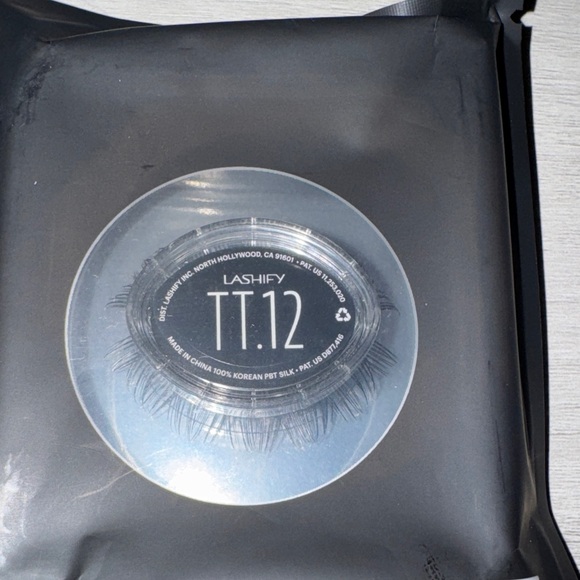 DIST. LASHIFY INC. NORTH HOLLYWOOD, CA 91601 • PAT. US 11,253,020
LASHIFY
TT.12
MADE IN CHINA 100% KOREAN PBT SILK • PAT. US D877,416